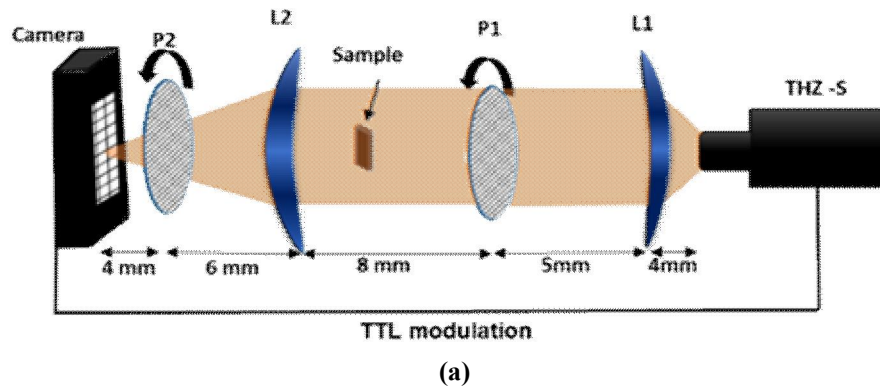 Camera
P2
L2
Sample
P1
L1
THZ -S
4 mm
6 mm
8 mm
5mm
4mm
TTL modulation
(a)